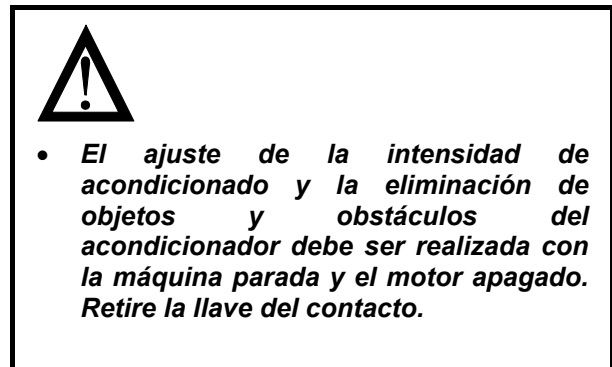 • El ajuste de la intensidad de
acondicionado y la eliminación de
objetos y obstáculos del
acondicionador debe ser realizada con
la máquina parada y el motor apagado.
Retire la llave del contacto.